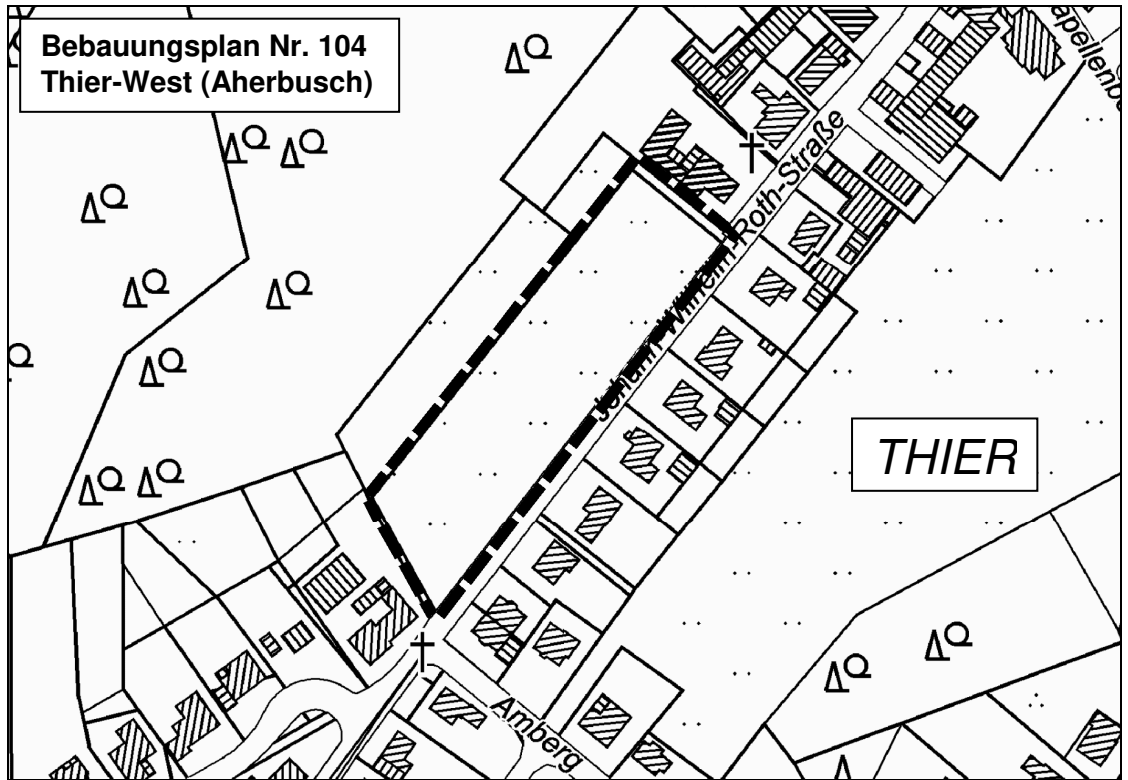 Bebauungsplan Nr. 104
Thier-West (Aherbusch)
Johann-Wilhelm-Roth-Straße
THIER
Amberg